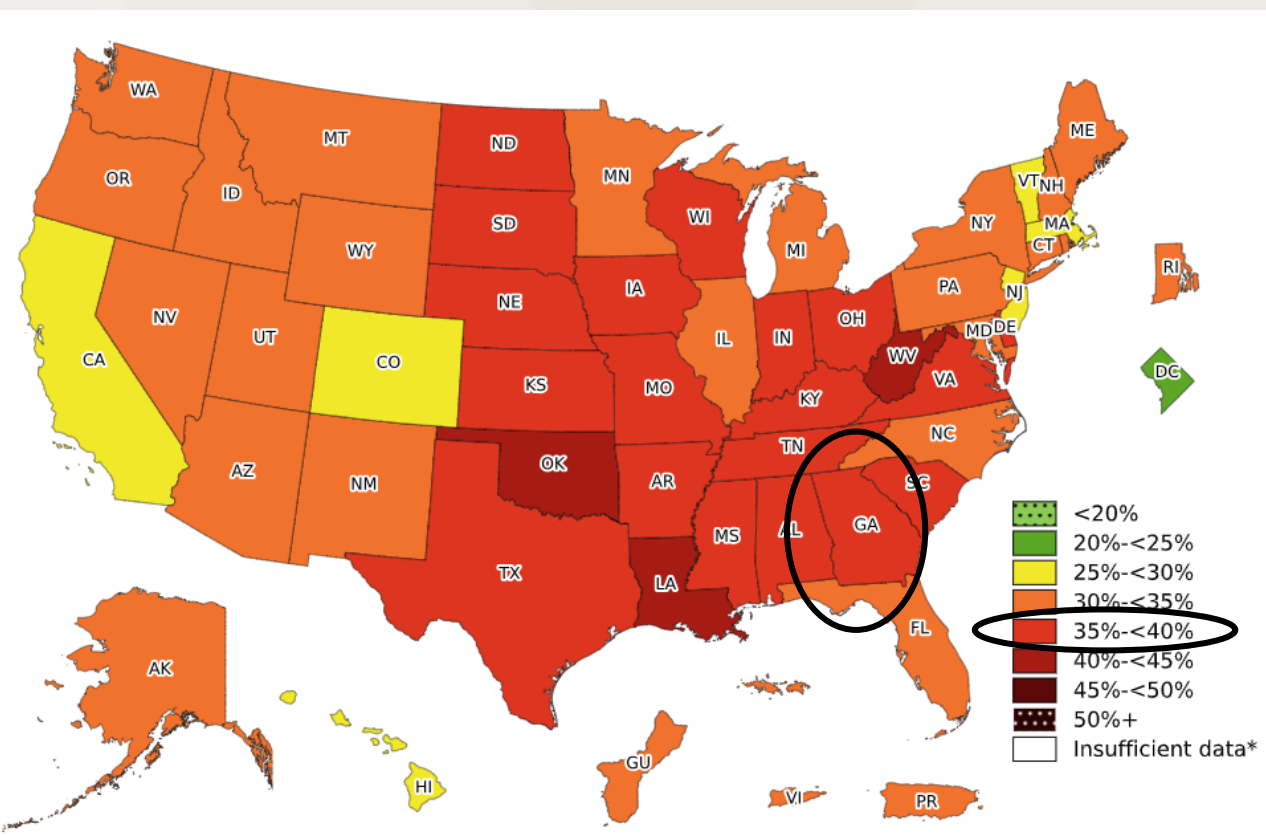 WA
MT
ND
MN
ME
OR
ID
SD
WI
VT
NH
WY
MI
NY
MA
CT
RI
NV
NE
IA
PA
NJ
UT
IL
IN
OH
MD
DE
CA
CO
WV
DC
KS
MO
KY
VA
AZ
NM
OK
AR
TN
NC
SC
MS
AL
GA
TX
LA
FL
AK
HI
GU
VI
PR
<20%
20%-<25%
25%-<30%
30%-<35%
35%-<40%
40%-<45%
45%-<50%
50%+
Insufficient data*